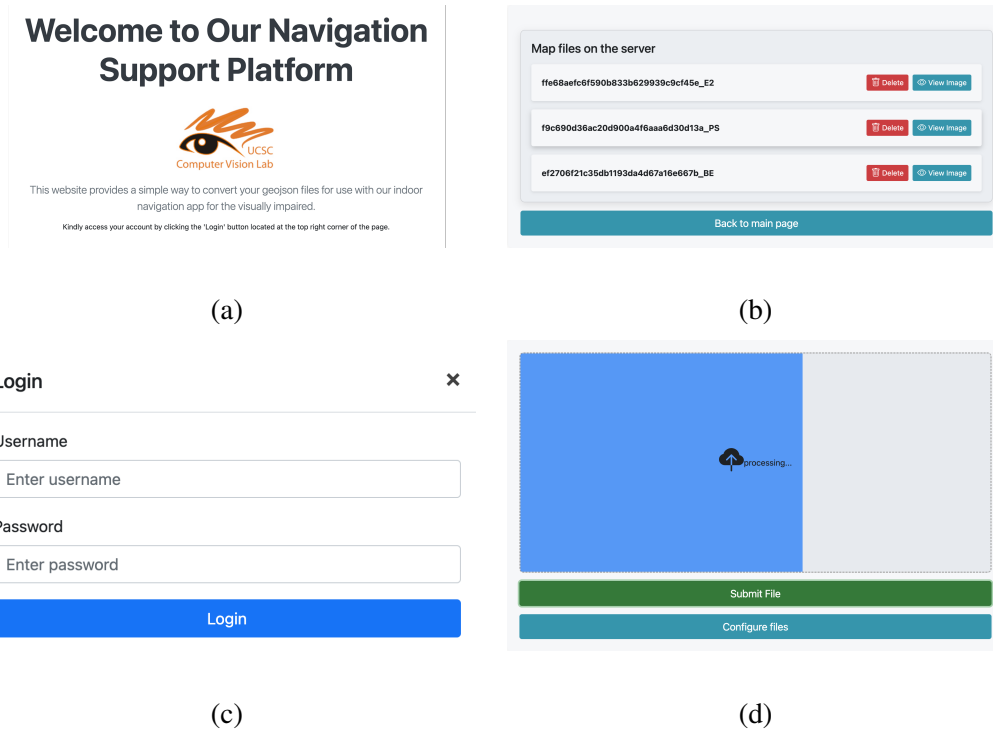 Welcome to Our Navigation
Support Platform
UCSC
Computer Vision Lab
This website provides a simple way to convert your geojson files for use with our indoor
navigation app for the visually impaired.
Kindly access your account by clicking the 'Login' button located at the top right corner of the page.
(a)
Map files on the server
ffe68aefc6f590b833b629939c9cf45e_E2 Delete View Image
f9c690d36ac20d900a4f6aaa6d30d13a_PS Delete View Image
ef2706f21c35db1193da4d67a16e667b_BE Delete View Image
Back to main page
(b)
Login
Username
Enter username
Password
Enter password
Login
(c)
processing...
Submit File
Configure files
(d)